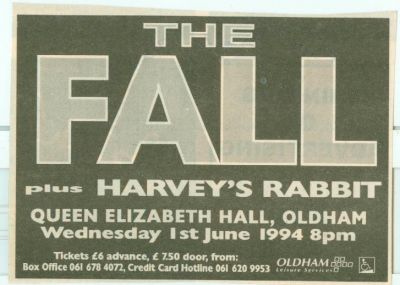 THE
FALL
plus HARVEY'S RABBIT
QUEEN ELIZABETH HALL, OLDHAM
Wednesday 1st June 1994 8pm
Tickets £6 advance, £ 7.50 door, from:
Box Office 061 678 4072, Credit Card Hotline 061 620 9953
OLDHAM
Leisure Services